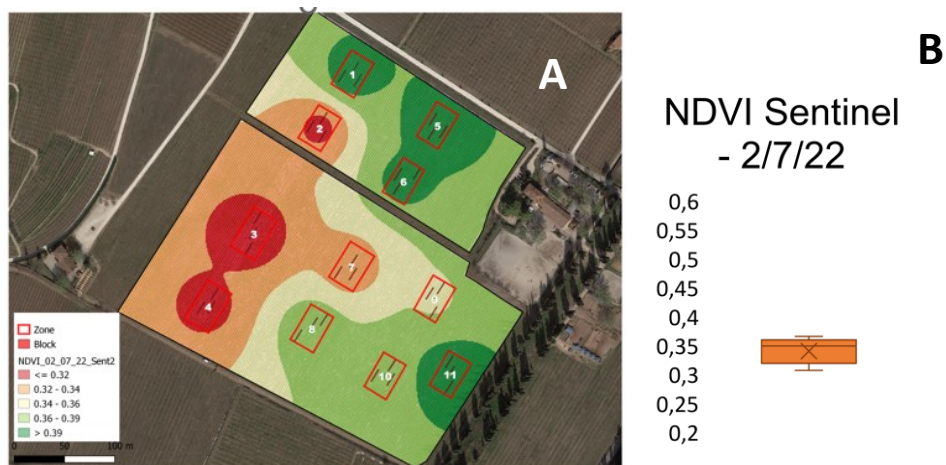 A
B
1
2
5
6
3
4
7
9
8
10
11
Zone
Block
NDVI_02_07_22_Sent2
<= 0.32
0.32 - 0.34
0.34 - 0.36
0.36 - 0.39
> 0.39
0 50 100 m
NDVI Sentinel
- 2/7/22
0,6
0,55
0,5
0,45
0,4
0,35
0,3
0,25
0,2